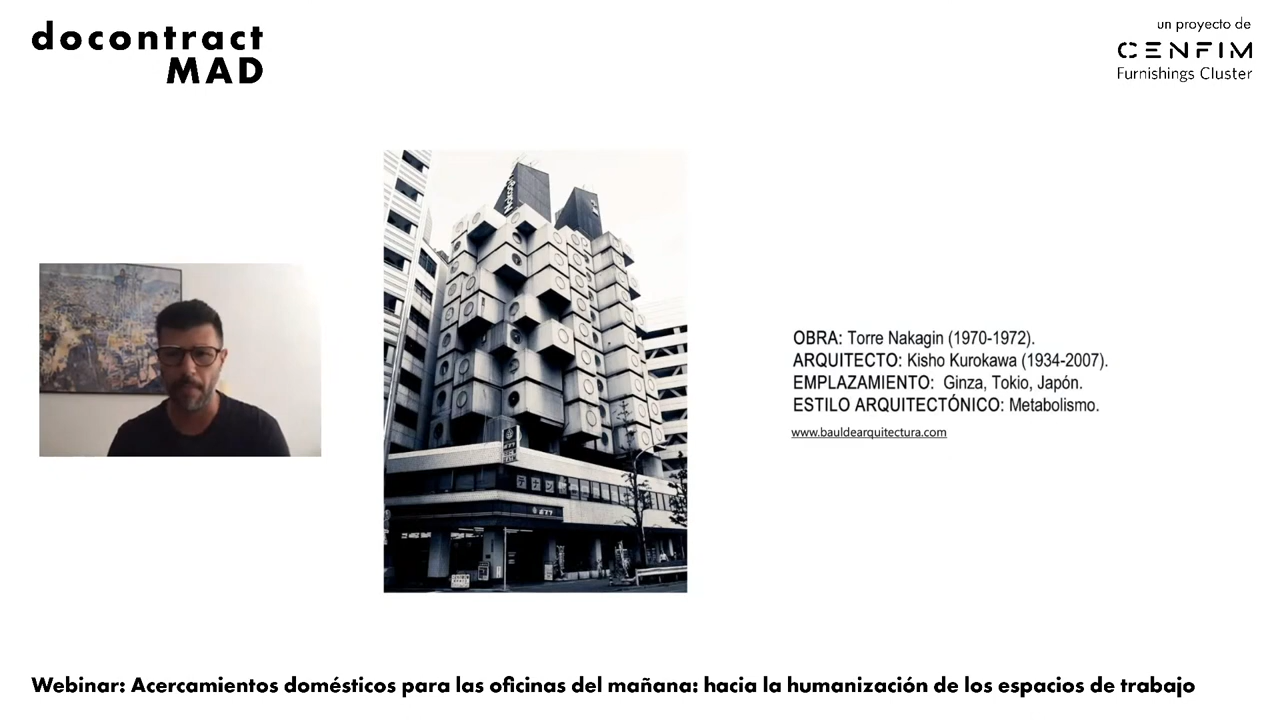 docontract
MAD
un proyecto de
CENFIM
Furnishings Cluster
OBRA: Torre Nakagin (1970-1972).
ARQUITECTO: Kisho Kurokawa (1934-2007).
EMPLAZAMIENTO: Ginza, Tokio, Japón.
ESTILO ARQUITECTÓNICO: Metabolismo.
www.bauldearquitectura.com
Webinar: Acercamientos domésticos para las oficinas del mañana: hacia la humanización de los espacios de trabajo